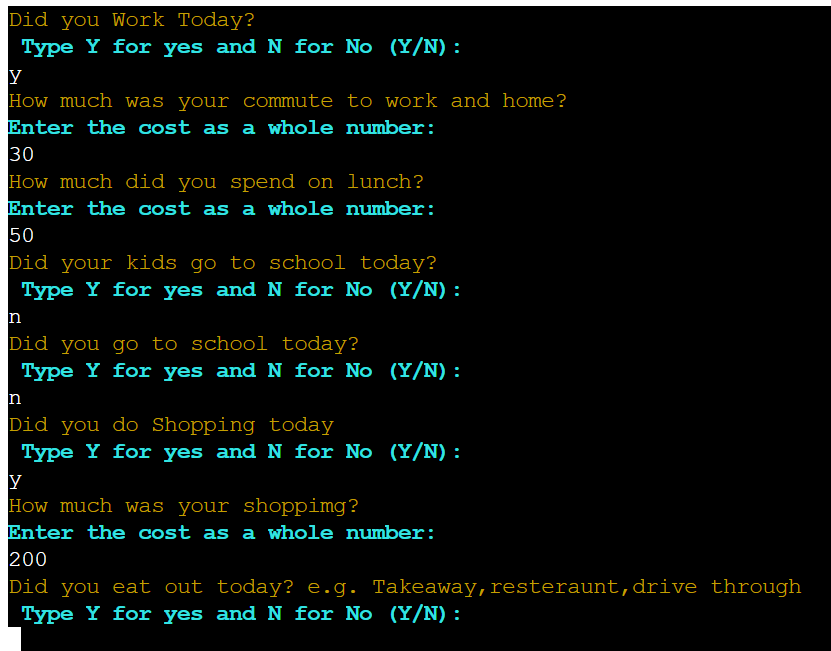 Did you Work Today?
Type Y for yes and N for No (Y/N):
y
How much was your commute to work and home?
Enter the cost as a whole number:
30
How much did you spend on lunch?
Enter the cost as a whole number:
50
Did your kids go to school today?
Type Y for yes and N for No (Y/N):
n
Did you go to school today?
Type Y for yes and N for No (Y/N):
n
Did you do Shopping today
Type Y for yes and N for No (Y/N):
y
How much was your shoppimg?
Enter the cost as a whole number:
200
Did you eat out today? e.g. Takeaway,resteraunt,drive through
Type Y for yes and N for No (Y/N):